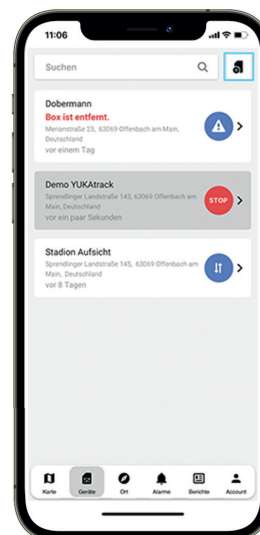 11:06
Suchen
Dobermann
Box ist entfernt.
Merianstraße 23, 63069 Offenbach am Main,
Deutschland
vor einem Tag
Demo YUKAtrack
Sprendlinger Landstraße 143, 63069 Offenbach am
Main, Deutschland
vor ein paar Sekunden
STOP
Stadion Aufsicht
Sprendlinger Landstraße 145, 63069 Offenbach am
Main, Deutschland
vor 8 Tagen
Karte
Geräte
Ort
Alarme
Berichte
Account